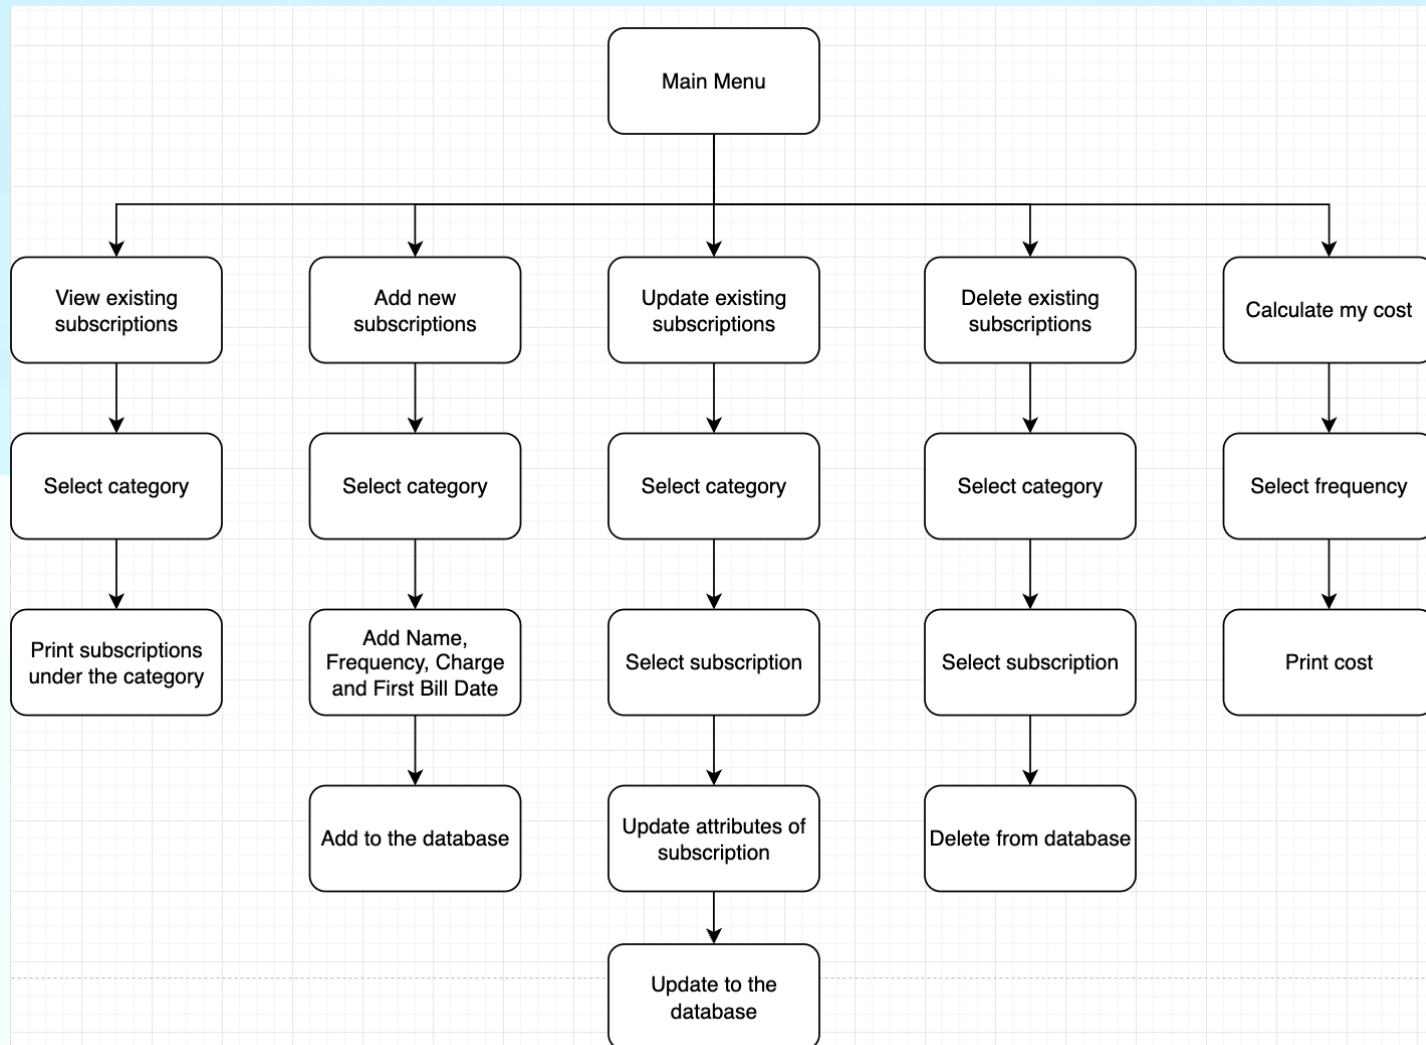 Main Menu
View existing
subscriptions
Add new
subscriptions
Update existing
subscriptions
Delete existing
subscriptions
Calculate my cost
Select category
Select category
Select category
Select category
Select frequency
Print subscriptions
under the category
Add Name,
Frequency, Charge
and First Bill Date
Select subscription
Select subscription
Print cost
Add to the database
Update attributes of
subscription
Delete from database
Update to the
database